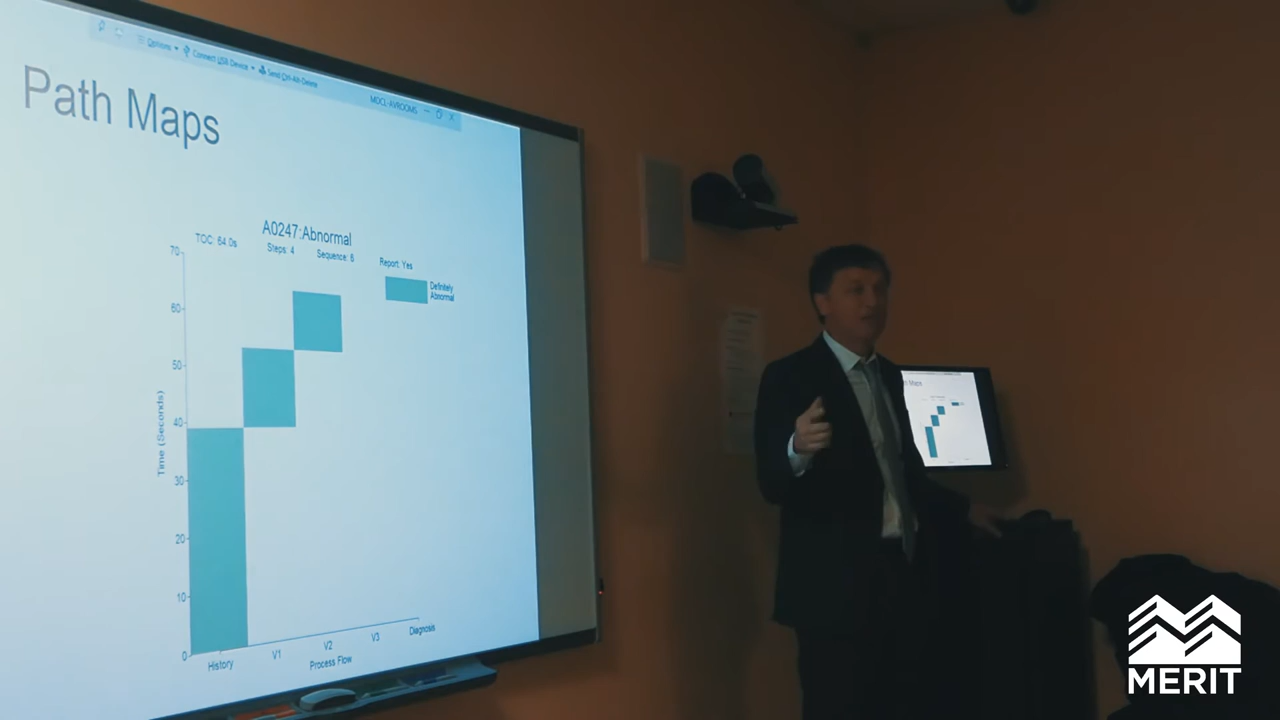 Options
Connect USB Device
Send Ctrl-Alt-Delete
MDCL-AVROOMS
Path Maps
A0247:Abnormal
TOC: 64.0s
Steps: 4
Sequence: 6
Report: Yes
Definitely
Abnormal
70
60
50
40
30
20
10
0
Time (Seconds)
History
V1
V2
V3
Diagnosis
Process Flow
MERIT